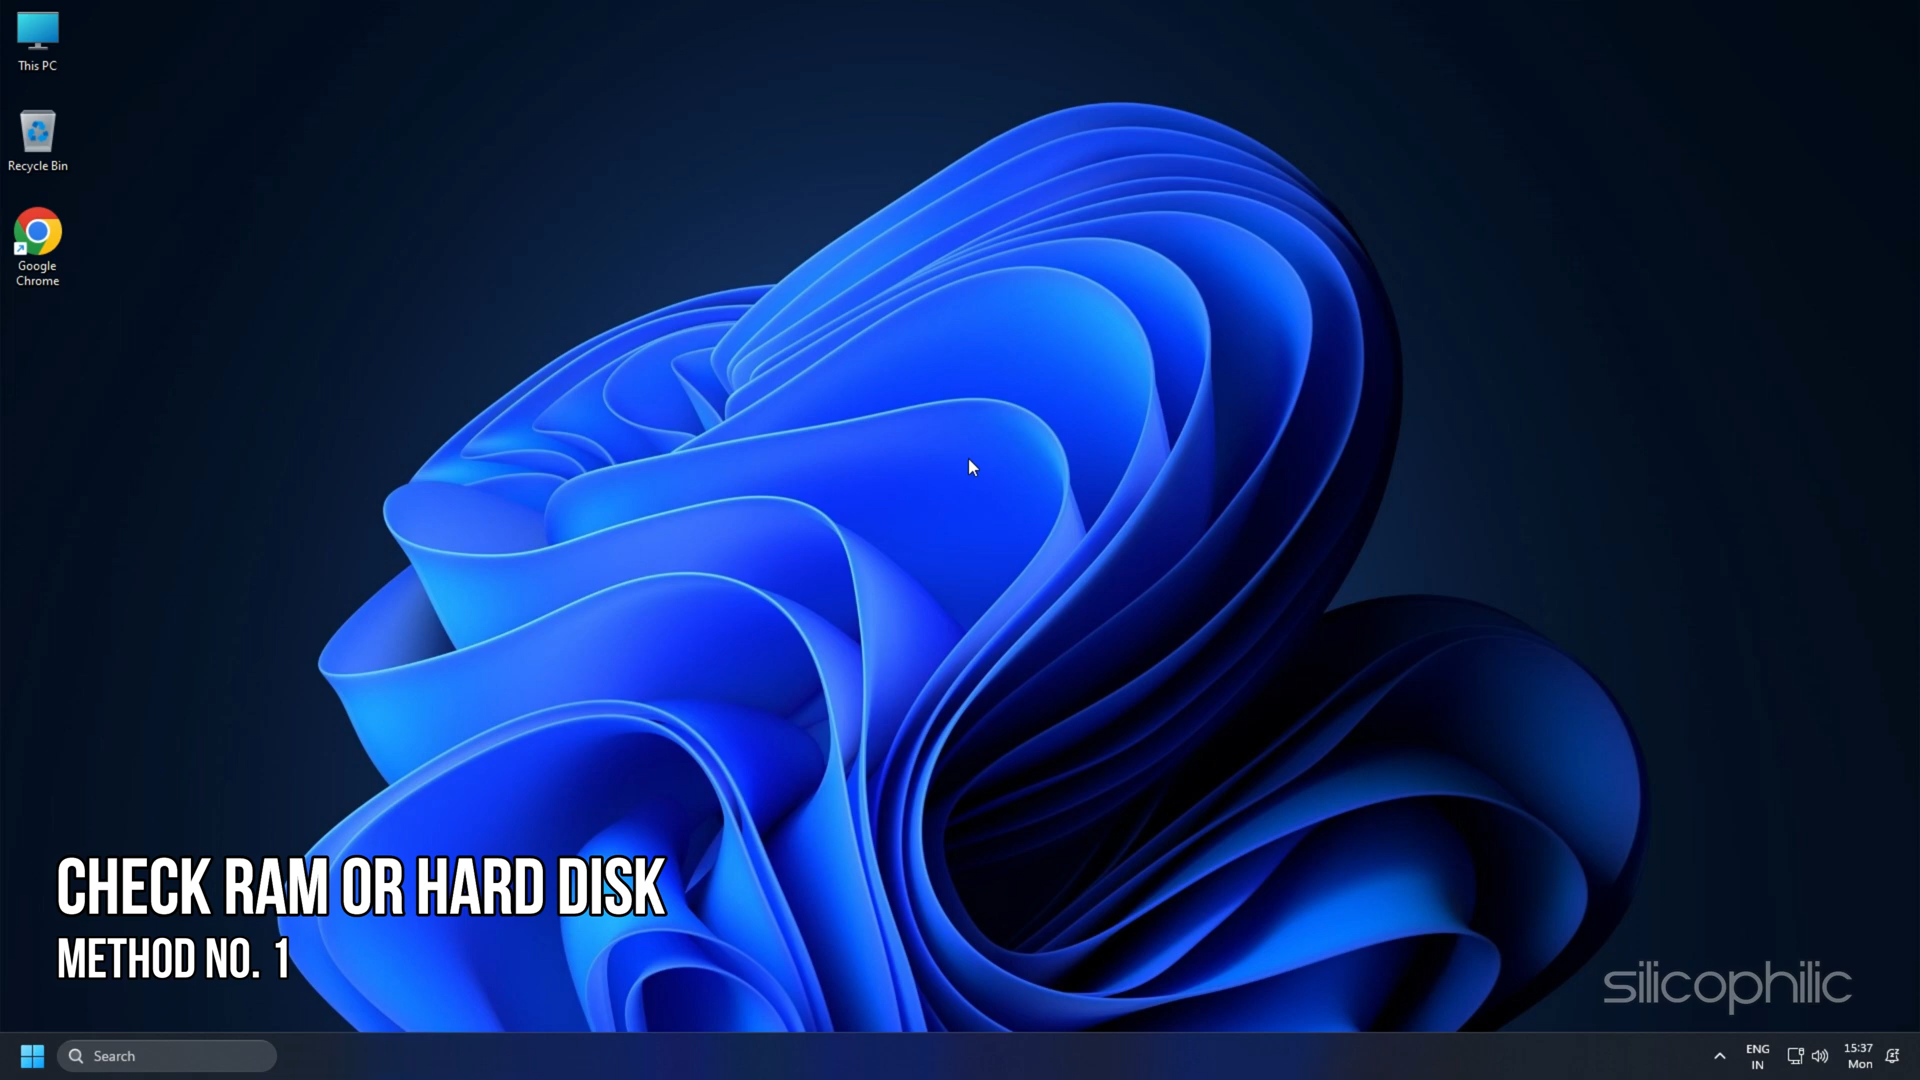 This PC
Recycle Bin
Google
Chrome
CHECK RAM OR HARD DISK
METHOD NO. 1
silicophilic
Search
ENG
IN
15:37
Mon